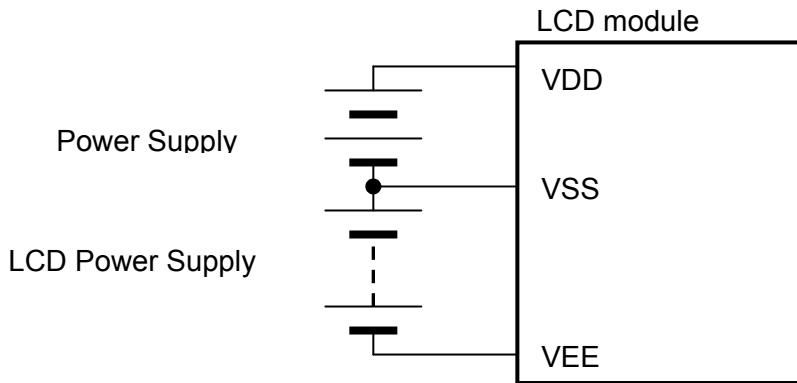 LCD module
VDD
Power Supply
VSS
LCD Power Supply
VEE